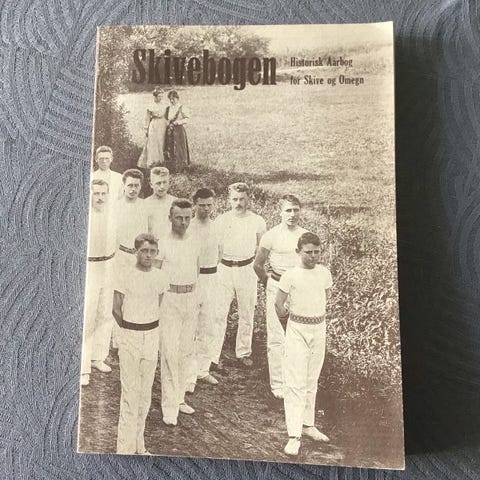 Skivebogen
Historisk Aarbog
for Skive og Omegn